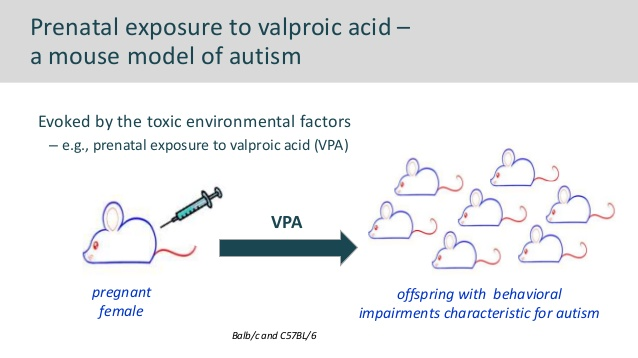 Prenatal exposure to valproic acid –
a mouse model of autism
Evoked by the toxic environmental factors
– e.g., prenatal exposure to valproic acid (VPA)
VPA
pregnant
female
offspring with behavioral
impairments characteristic for autism
Balb/c and C57BL/6